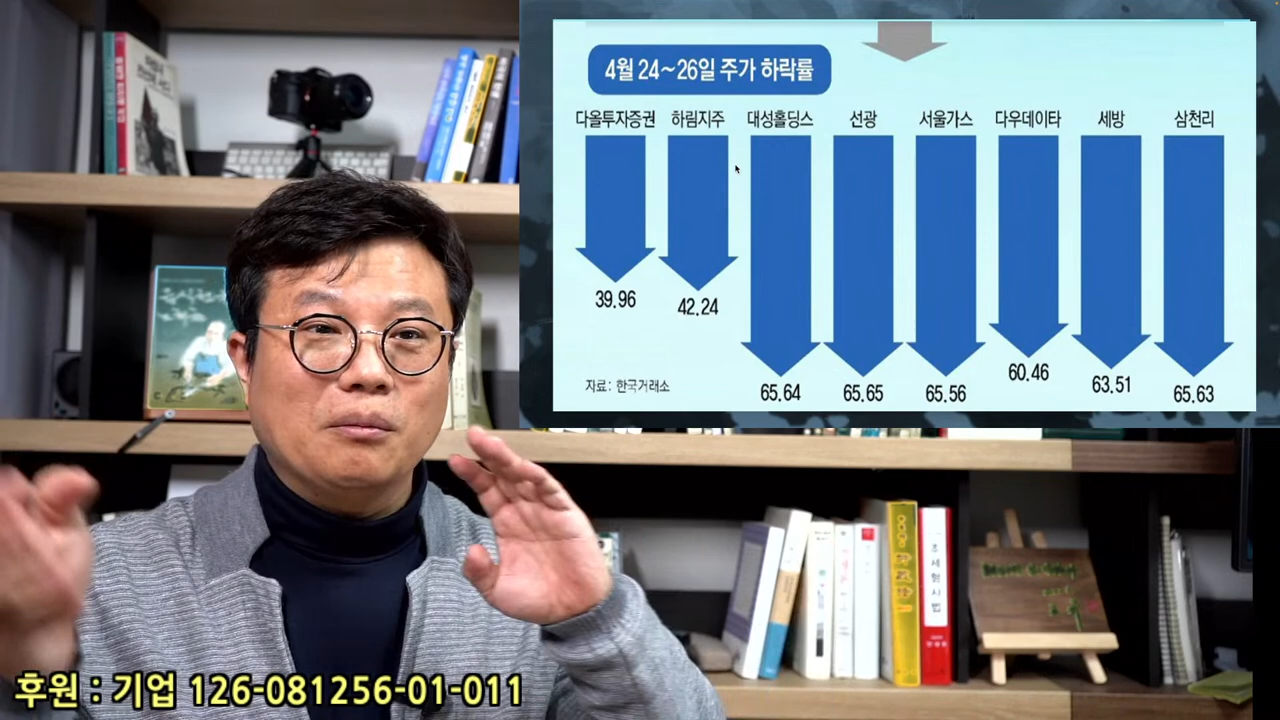 4월 24~26일 주가 하락률
다올투자증권 하림지주 대성홀딩스 선광 서울가스 다우데이타 세방 삼천리
39.96 42.24 65.64 65.65 65.56 60.46 63.51 65.63
자료: 한국거래소
후원 : 기업 126-081256-01-011